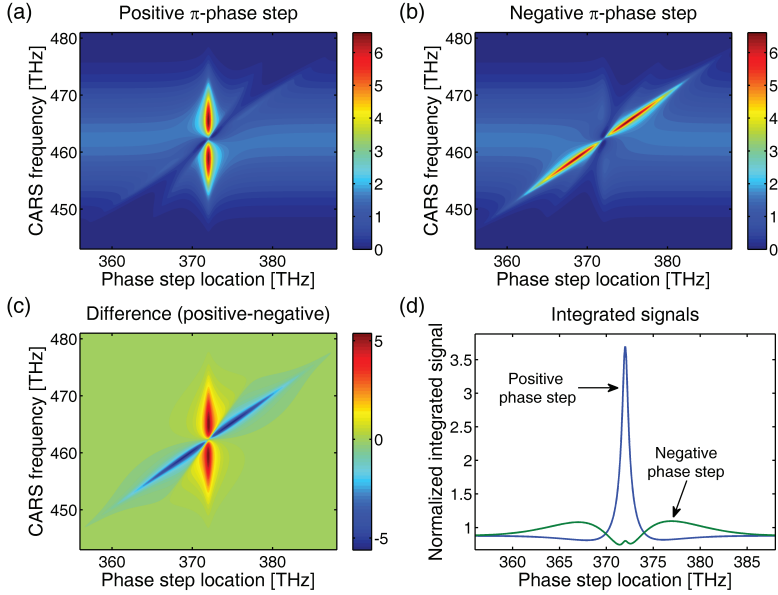 (a)
Positive π-phase step
CARS frequency [THz]
480
470
460
450
360
370
380
Phase step location [THz]
6
5
4
3
2
1
0
(b)
Negative π-phase step
CARS frequency [THz]
480
470
460
450
360
370
380
Phase step location [THz]
6
5
4
3
2
1
0
(c)
Difference (positive-negative)
CARS frequency [THz]
480
470
460
450
360
370
380
Phase step location [THz]
5
0
-5
(d)
Integrated signals
Normalized integrated signal
3.5
3
2.5
2
1.5
1
Positive
phase step
Negative
phase step
360
365
370
375
380
385
Phase step location [THz]